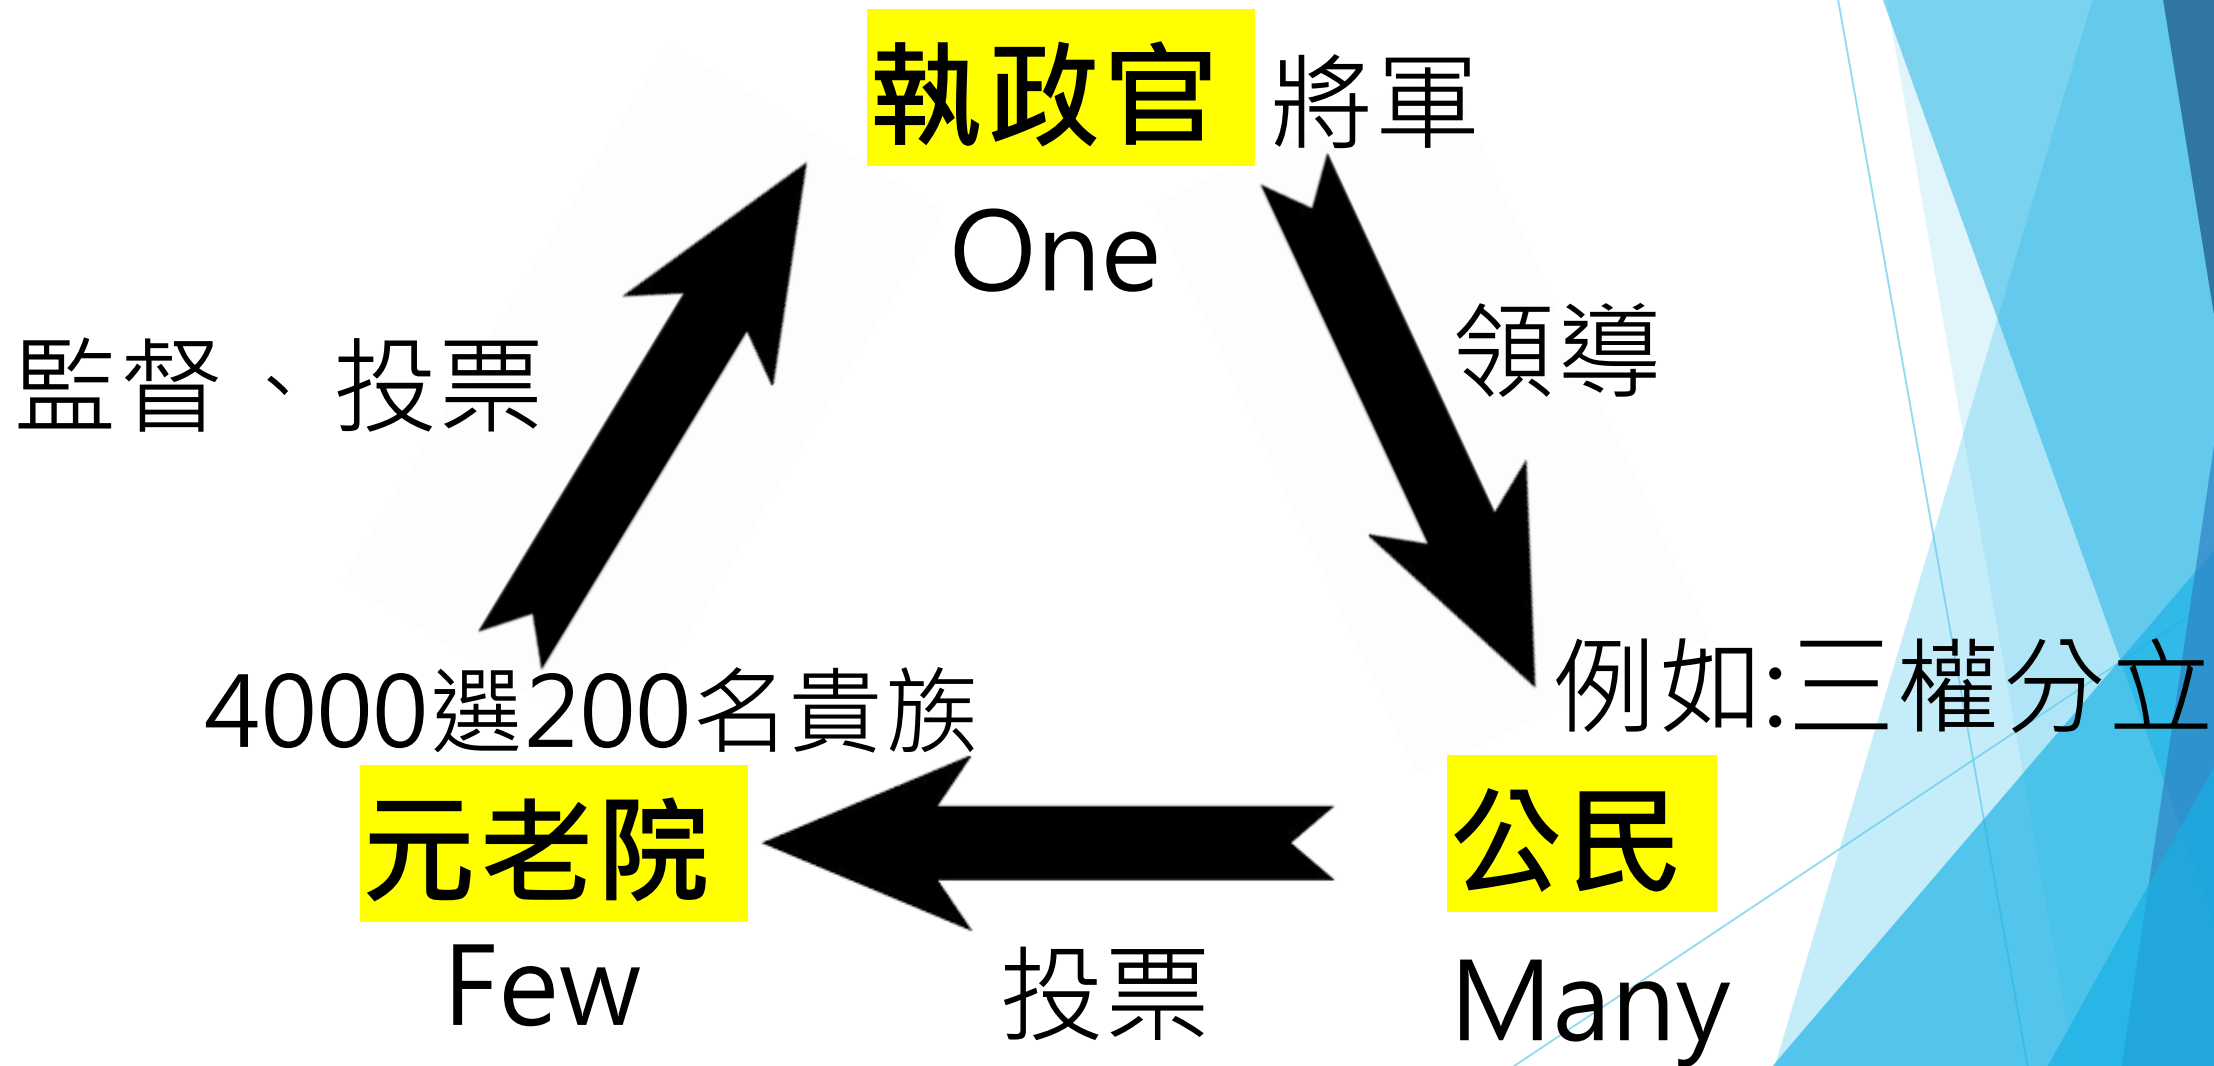 執政官 將軍
One
監督、投票
領導
例如:三權分立
4000選200名貴族
元老院
公民
Few
投票
Many